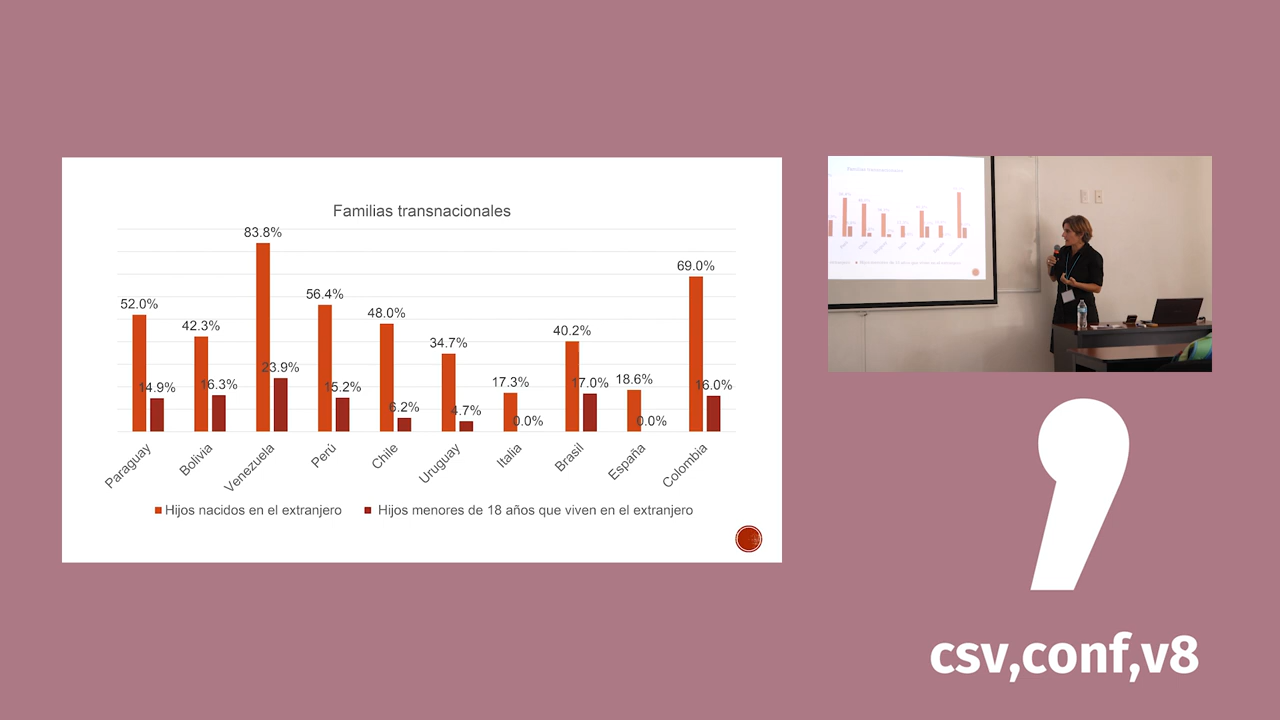 Familias transnacionales
83.8%
69.0%
56.4%
52.0%
48.0%
42.3%
40.2%
34.7%
23.9%
18.6%
17.3%
14.9%
16.3%
15.2%
17.0%
16.0%
6.2%
4.7%
0.0%
0.0%
Paraguay
Bolivia
Venezuela
Perú
Chile
Uruguay
Italia
Brasil
España
Colombia
Hijos nacidos en el extranjero
Hijos menores de 18 años que viven en el extranjero
Familias transnacionales
csv,conf,v8